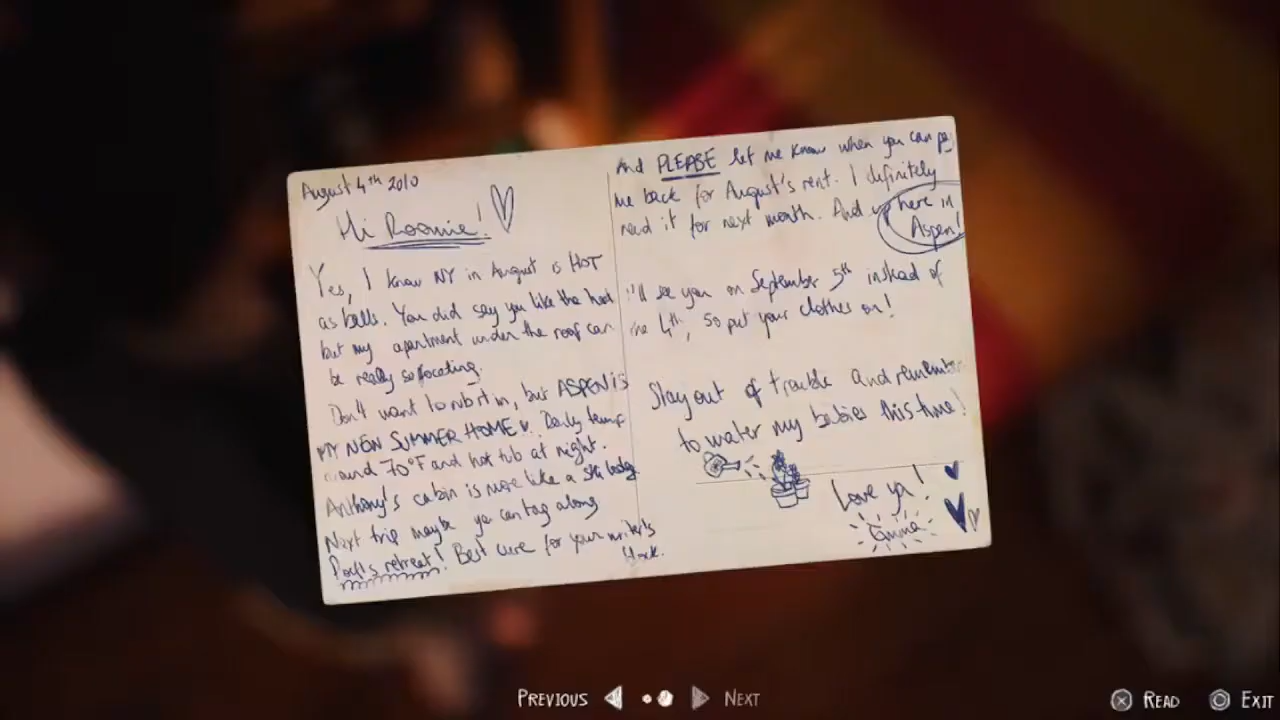 August 4th 2010
Hi Roomie!
Yes, I know NY in August is HOT
as balls. You did say you like the heat
but my apartment under the roof can
be really suffocating.
Don't want to rub it in, but ASPEN is
MY NEW SUMMER HOME. Daily temp
around 70°F and hot tub at night.
Anthony's cabin is more like a ski lodge
Next trip maybe you can tag along
Poet's retreat! Best cure for your writer's
block.
And PLEASE let me know when you can pay
me back for August's rent. I definitely
need it for next month. And up here in
Aspen!
I'll see you on September 5th instead of
the 4th, so put your clothes on!
Stay out of trouble and remember
to water my babies this time!
Love ya!
PREVIOUS
NEXT
READ
EXIT